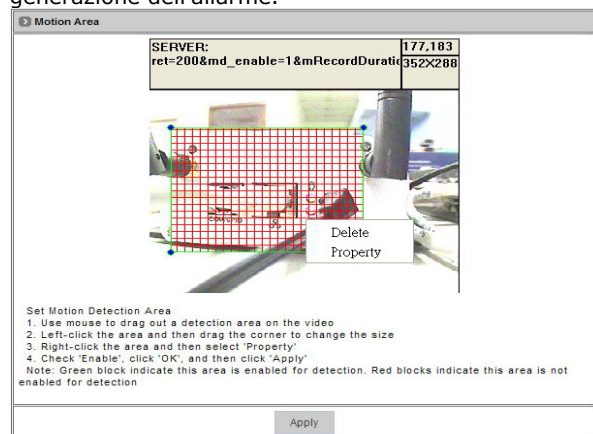 generazione dell'allarme.
Motion Area
SERVER:
177,183
ret=200&md_enable=1&mRecordDuratic
352X288
Delete
Property
Set Motion Detection Area
1. Use mouse to drag out a detection area on the video
2. Left-click the area and then drag the corner to change the size
3. Right-click the area and then select 'Property'
4. Check 'Enable', click 'OK', and then click 'Apply'
Note: Green block indicate this area is enabled for detection. Red blocks indicate this area is not
enabled for detection
Apply